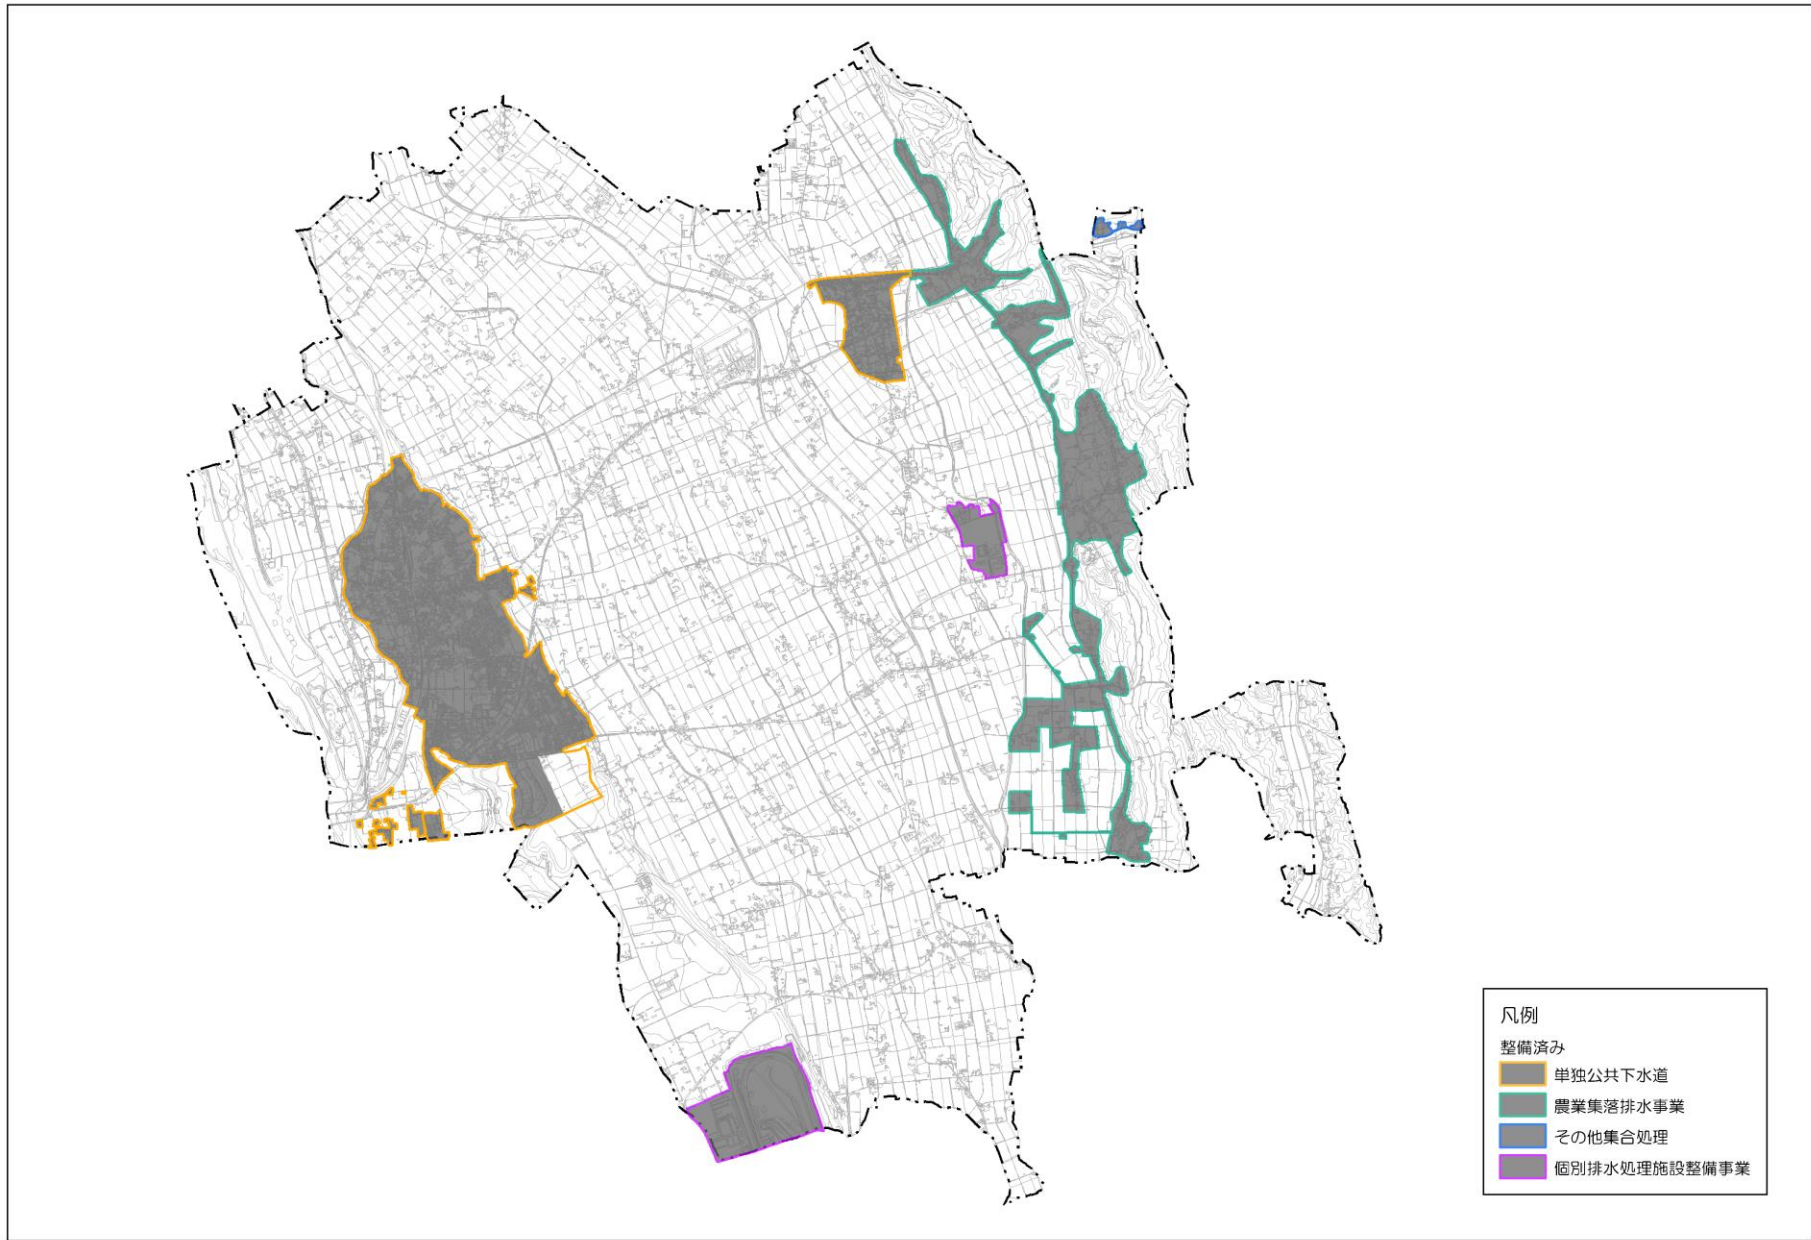 凡例
整備済み
単独公共下水道
農業集落排水事業
その他集合処理
個別排水処理施設整備事業